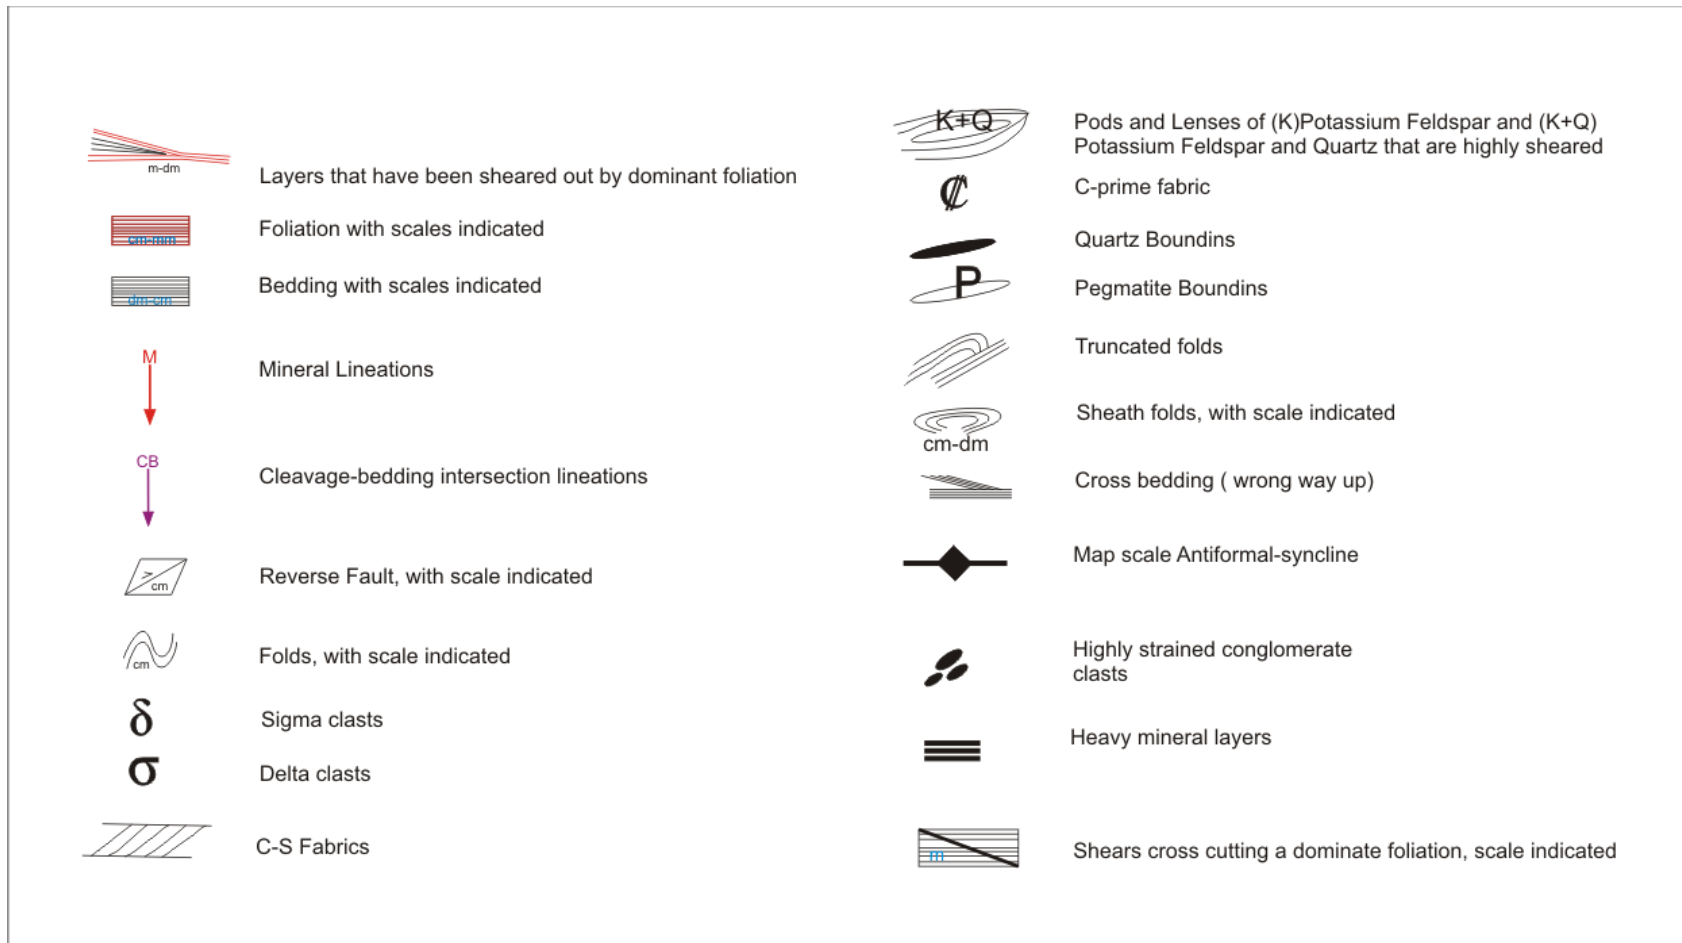 m-dm
Layers that have been sheared out by dominant foliation
cm-mm
Foliation with scales indicated
dm-cm
Bedding with scales indicated
M
Mineral Lineations
CB
Cleavage-bedding intersection lineations
>
cm
Reverse Fault, with scale indicated
cm
Folds, with scale indicated
δ
Sigma clasts
σ
Delta clasts
C-S Fabrics
K+Q
Pods and Lenses of (K)Potassium Feldspar and (K+Q)
Potassium Feldspar and Quartz that are highly sheared
₡
C-prime fabric
Quartz Boundins
P
Pegmatite Boundins
Truncated folds
Sheath folds, with scale indicated
cm-dm
Cross bedding ( wrong way up)
Map scale Antiformal-syncline
Highly strained conglomerate
clasts
Heavy mineral layers
m
Shears cross cutting a dominate foliation, scale indicated